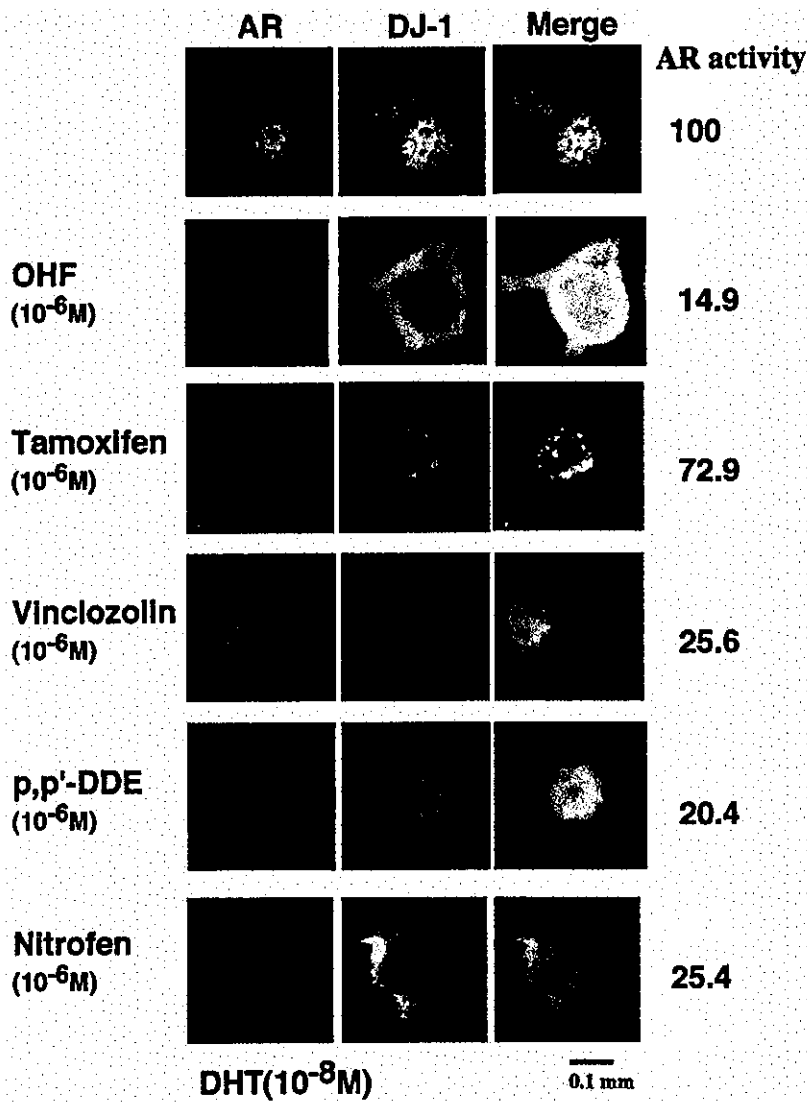 AR DJ-1 Merge
AR activity
100
OHF
(10⁻⁶M)
14.9
Tamoxifen
(10⁻⁶M)
72.9
Vinclozolin
(10⁻⁶M)
25.6
p,p'-DDE
(10⁻⁶M)
20.4
Nitrofen
(10⁻⁶M)
25.4
DHT(10⁻⁸M)
0.1 mm